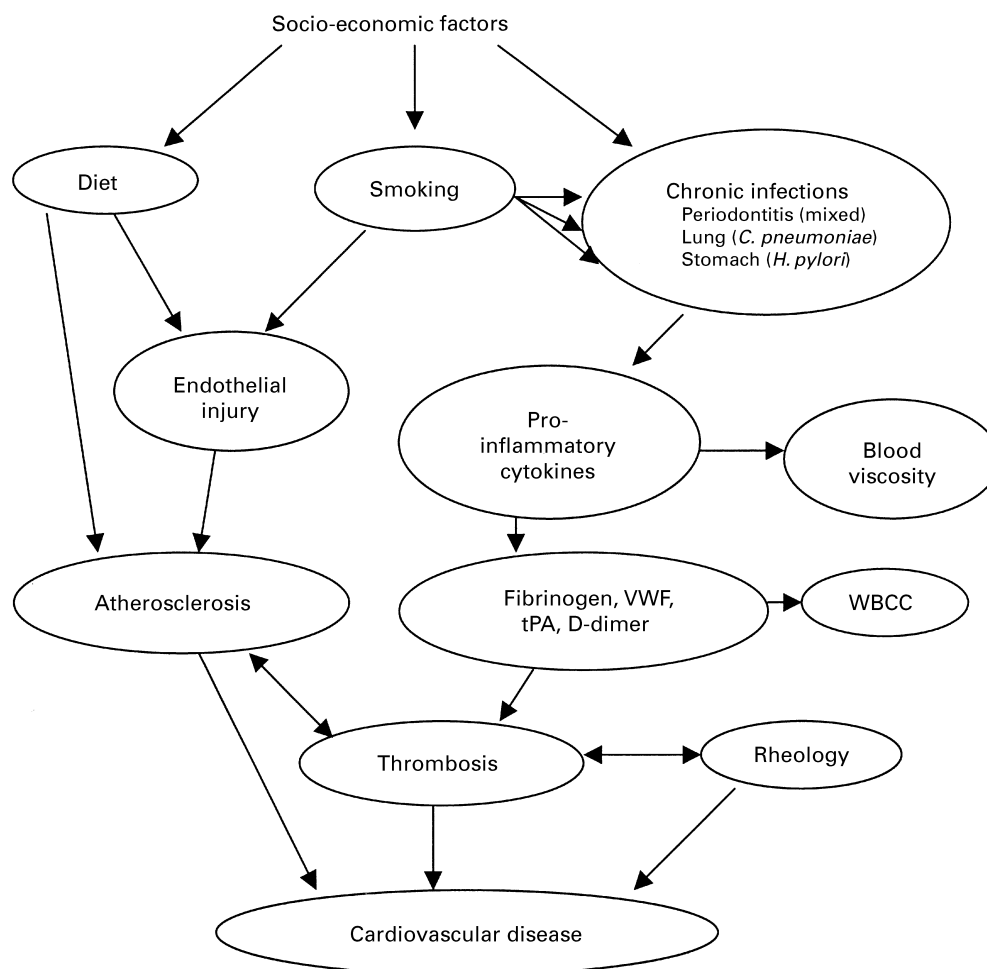 Socio-economic factors
Diet
Smoking
Chronic infections
Periodontitis (mixed)
Lung (C. pneumoniae)
Stomach (H. pylori)
Endothelial
injury
Pro-
inflammatory
cytokines
Blood
viscosity
Atherosclerosis
Fibrinogen, VWF,
tPA, D-dimer
WBCC
Thrombosis
Rheology
Cardiovascular disease